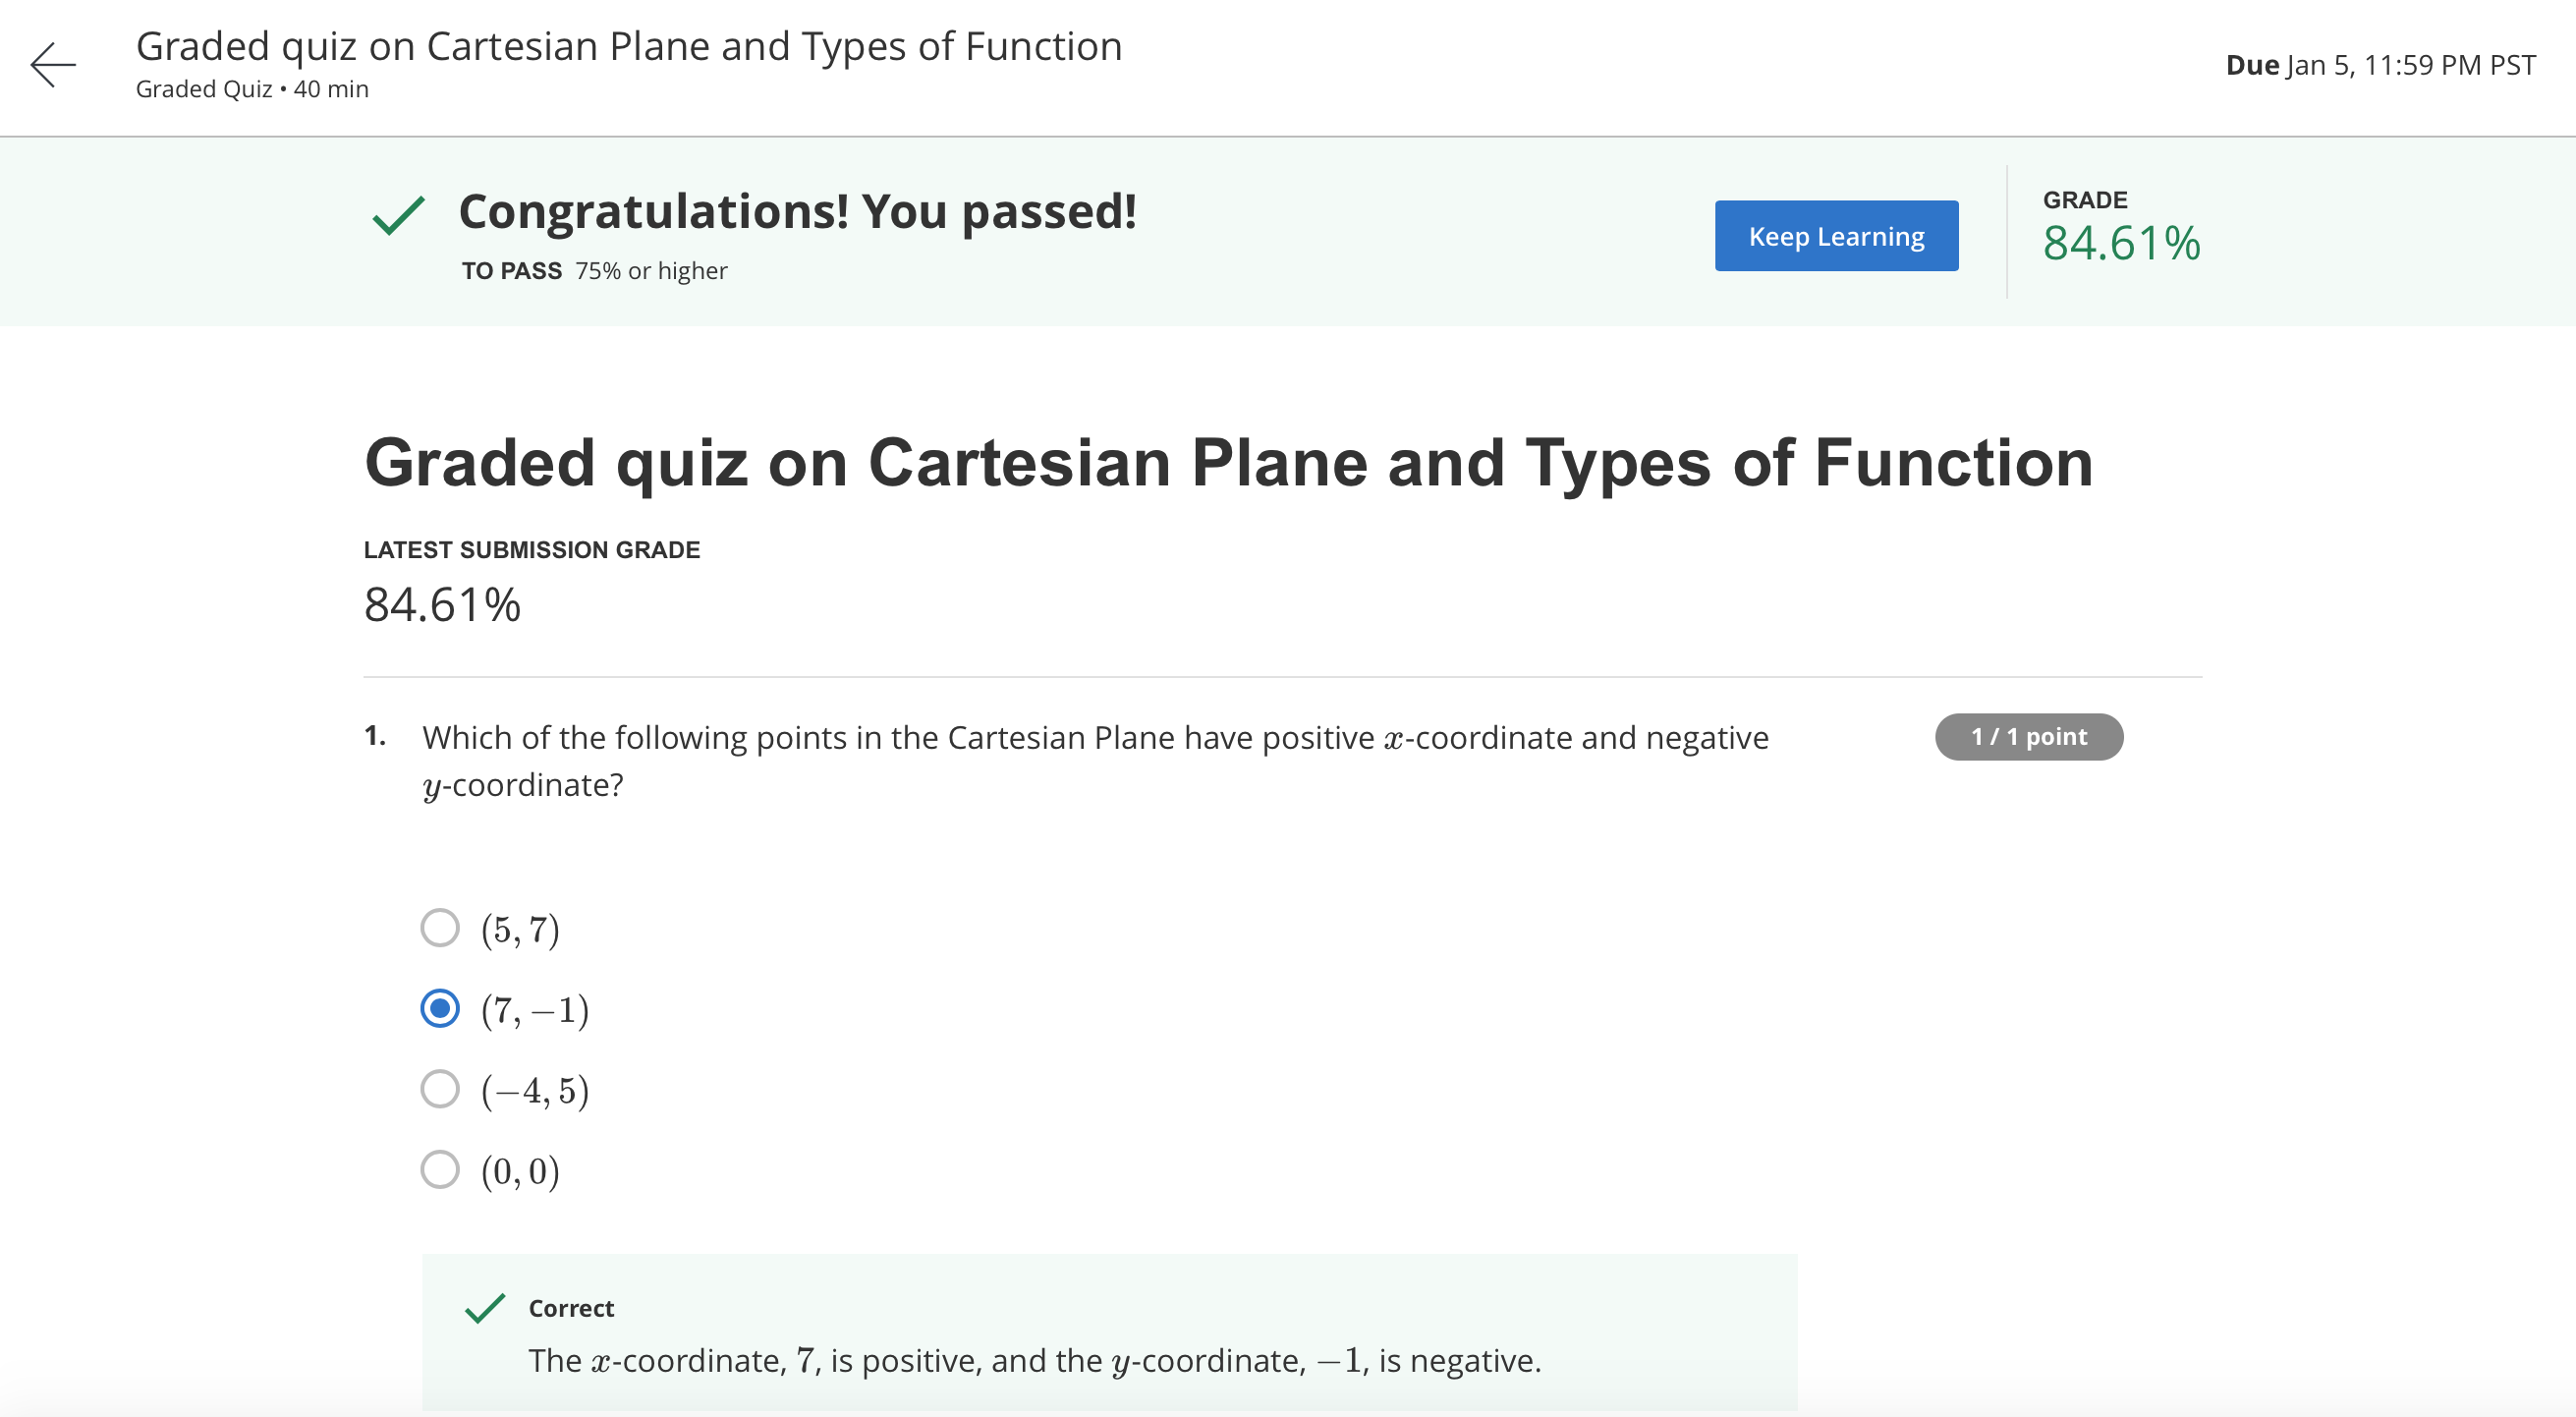 Graded quiz on Cartesian Plane and Types of Function
Graded Quiz • 40 min
Due Jan 5, 11:59 PM PST
Congratulations! You passed!
TO PASS 75% or higher
Keep Learning
GRADE
84.61%
Graded quiz on Cartesian Plane and Types of Function
LATEST SUBMISSION GRADE
84.61%
1. Which of the following points in the Cartesian Plane have positive x-coordinate and negative
y-coordinate?
1 / 1 point
(5, 7)
(7, −1)
(−4, 5)
(0, 0)
Correct
The x-coordinate, 7, is positive, and the y-coordinate, −1, is negative.